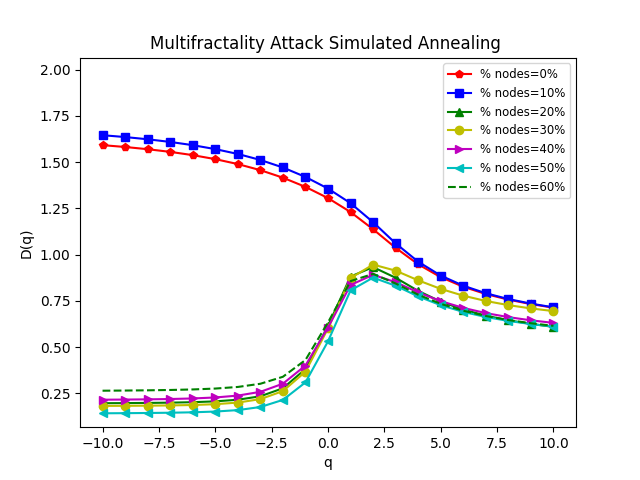 Multifractality Attack Simulated Annealing
% nodes=0%
% nodes=10%
% nodes=20%
% nodes=30%
% nodes=40%
% nodes=50%
% nodes=60%
D(q)
2.00
1.75
1.50
1.25
1.00
0.75
0.50
0.25
−10.0 −7.5 −5.0 −2.5 0.0 2.5 5.0 7.5 10.0
q